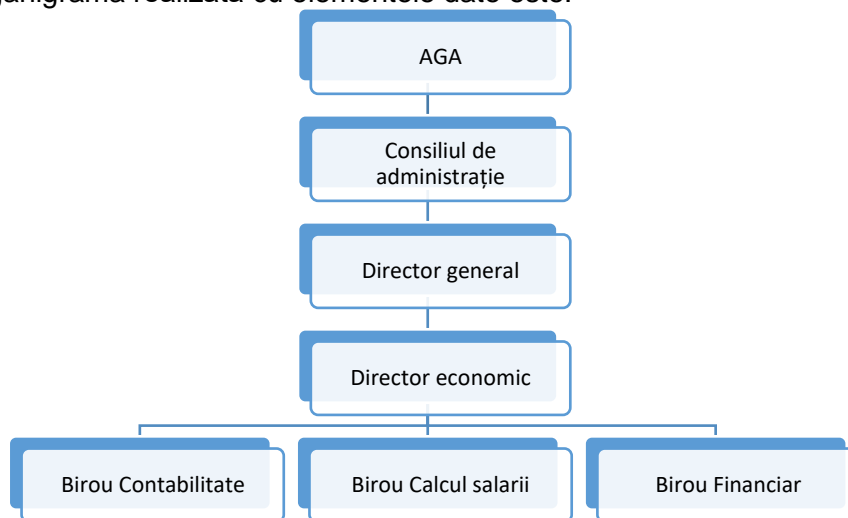 ganigrama realizată cu elementele date este:
AGA
Consiliul de
administrație
Director general
Director economic
Birou Contabilitate
Birou Calcul salarii
Birou Financiar